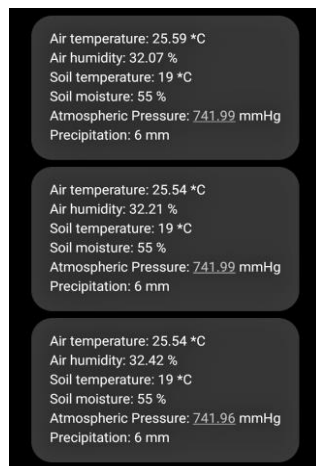 Air temperature: 25.59 *C
Air humidity: 32.07 %
Soil temperature: 19 *C
Soil moisture: 55 %
Atmospheric Pressure: 741.99 mmHg
Precipitation: 6 mm
Air temperature: 25.54 *C
Air humidity: 32.21 %
Soil temperature: 19 *C
Soil moisture: 55 %
Atmospheric Pressure: 741.99 mmHg
Precipitation: 6 mm
Air temperature: 25.54 *C
Air humidity: 32.42 %
Soil temperature: 19 *C
Soil moisture: 55 %
Atmospheric Pressure: 741.96 mmHg
Precipitation: 6 mm